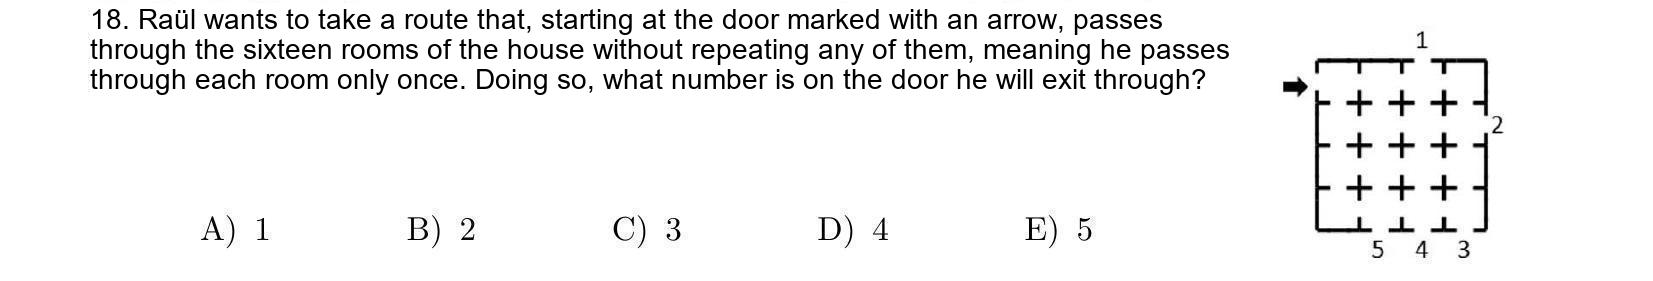 18. Raül wants to take a route that, starting at the door marked with an arrow, passes
through the sixteen rooms of the house without repeating any of them, meaning he passes
through each room only once. Doing so, what number is on the door he will exit through?
1
2
5 4 3
A) 1 B) 2 C) 3 D) 4 E) 5